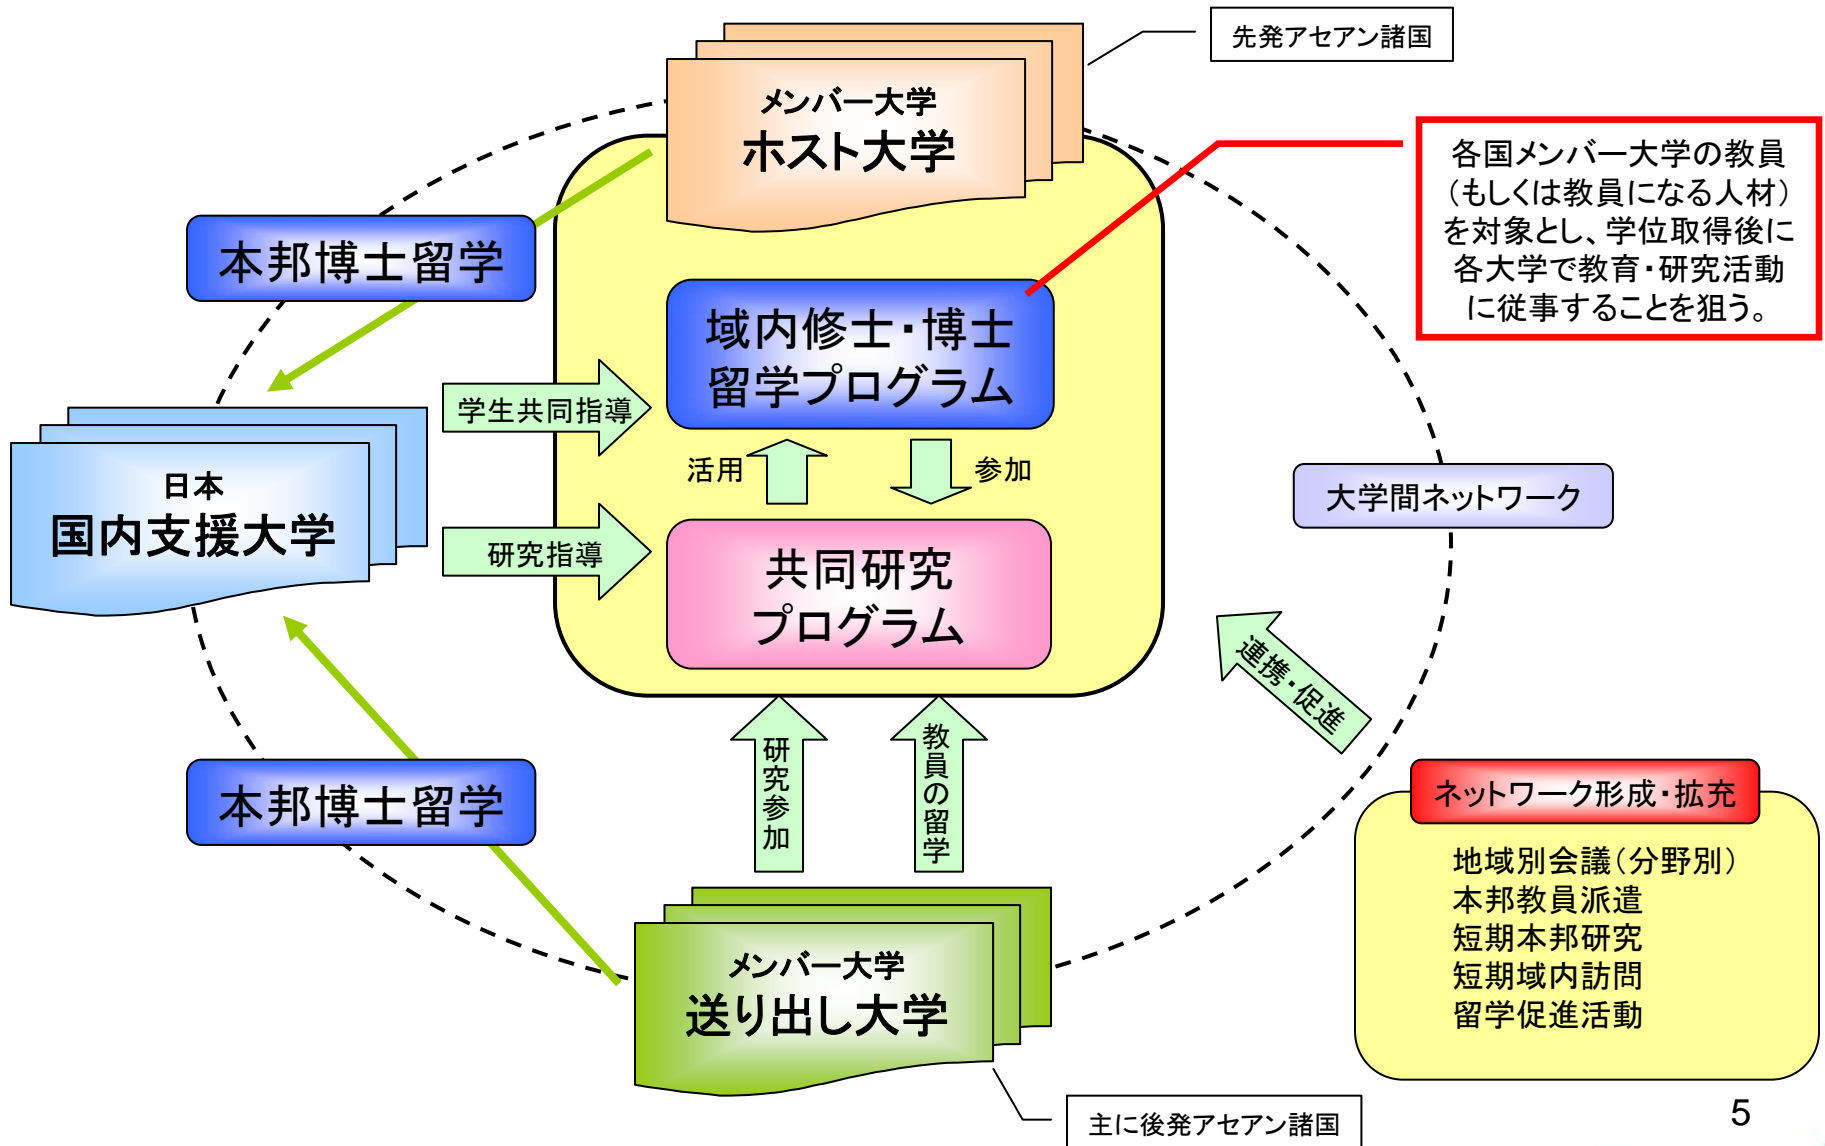 先発アセアン諸国
メンバー大学
ホスト大学
各国メンバー大学の教員
(もしくは教員になる人材)
を対象とし、学位取得後に
各大学で教育・研究活動
に従事することを狙う。
本邦博士留学
域内修士・博士
留学プログラム
学生共同指導
活用
参加
日本
国内支援大学
大学間ネットワーク
研究指導
共同研究
プログラム
連携・促進
研究参加
教員の留学
本邦博士留学
ネットワーク形成・拡充
地域別会議(分野別)
本邦教員派遣
短期本邦研究
短期域内訪問
留学促進活動
メンバー大学
送り出し大学
主に後発アセアン諸国
5